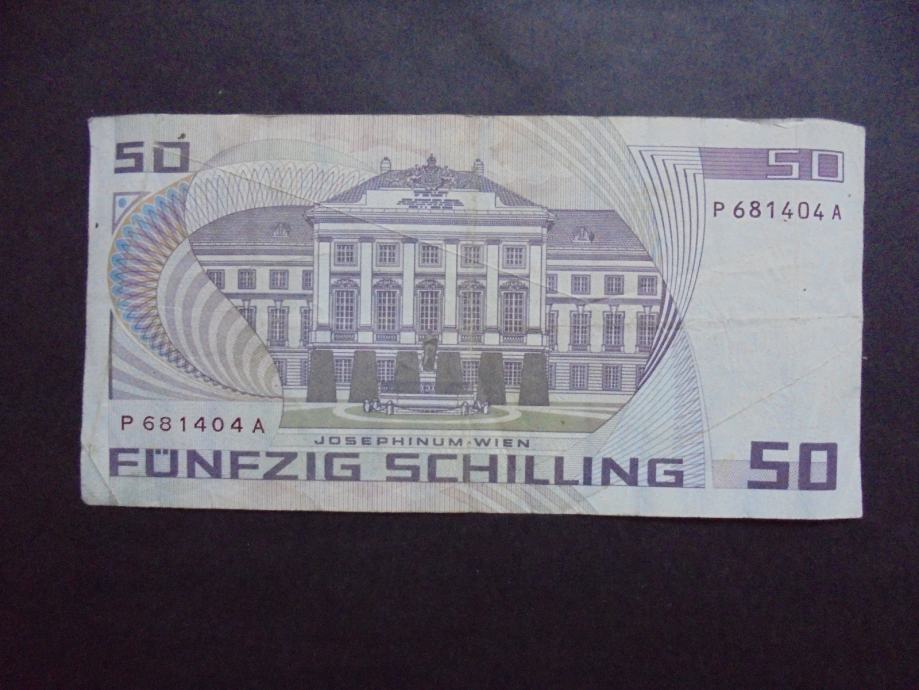 50
50
P 681404 A
P 681404 A
JOSEPHINUM-WIEN
FÜNFZIG SCHILLING
50